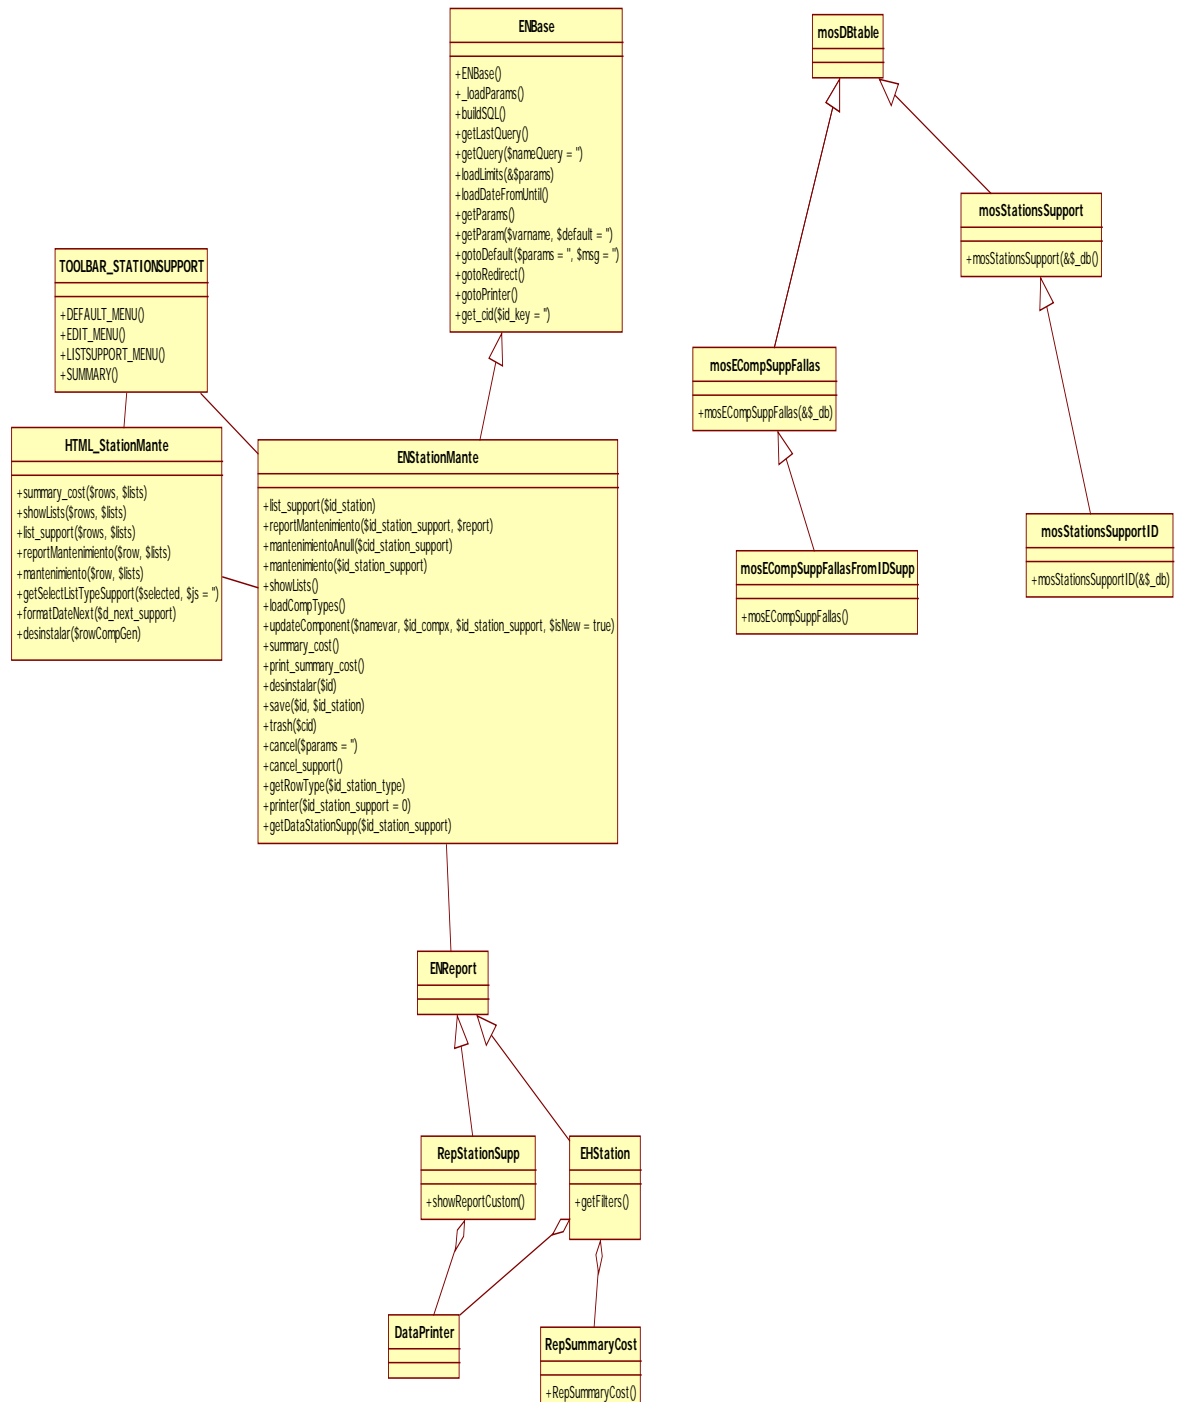 ENBase
+ENBase()
+_loadParams()
+buildSQL()
+getLastQuery()
+getQuery($nameQuery = '')
+loadLimits(&$params)
+loadDateFromUntil()
+getParams()
+getParam($varname, $default = '')
+gotoDefault($params = '', $msg = '')
+gotoRedirect()
+gotoPrinter()
+get_cid($id_key = '')
mosDBtable
mosStationsSupport
+mosStationsSupport(&$_db()
TOOLBAR_STATIONSUPPORT
+DEFAULT_MENU()
+EDIT_MENU()
+LISTSUPPORT_MENU()
+SUMMARY()
mosECompSuppFallas
+mosECompSuppFallas(&$_db)
HTML_StationMante
+summary_cost($rows, $lists)
+showLists($rows, $lists)
+list_support($rows, $lists)
+reportMantenimiento($row, $lists)
+mantenimiento($row, $lists)
+getSelectListTypeSupport($selected, $js = '')
+formatDateNext($d_next_support)
+desinstalar($rowCompGen)
ENStationMante
+list_support($id_station)
+reportMantenimiento($id_station_support, $report)
+mantenimientoAnull($cid_station_support)
+mantenimiento($id_station_support)
+showLists()
+loadCompTypes()
+updateComponent($namevar, $id_compx, $id_station_support, $isNew = true)
+summary_cost()
+print_summary_cost()
+desinstalar($id)
+save($id, $id_station)
+trash($cid)
+cancel($params = '')
+cancel_support()
+getRowType($id_station_type)
+printer($id_station_support = 0)
+getDataStationSupp($id_station_support)
mosStationsSupportID
+mosStationsSupportID(&$_db)
mosECompSuppFallasFromIDSupp
+mosECompSuppFallas()
ENReport
RepStationSupp
+showReportCustom()
EHStation
+getFilters()
DataPrinter
RepSummaryCost
+RepSummaryCost()